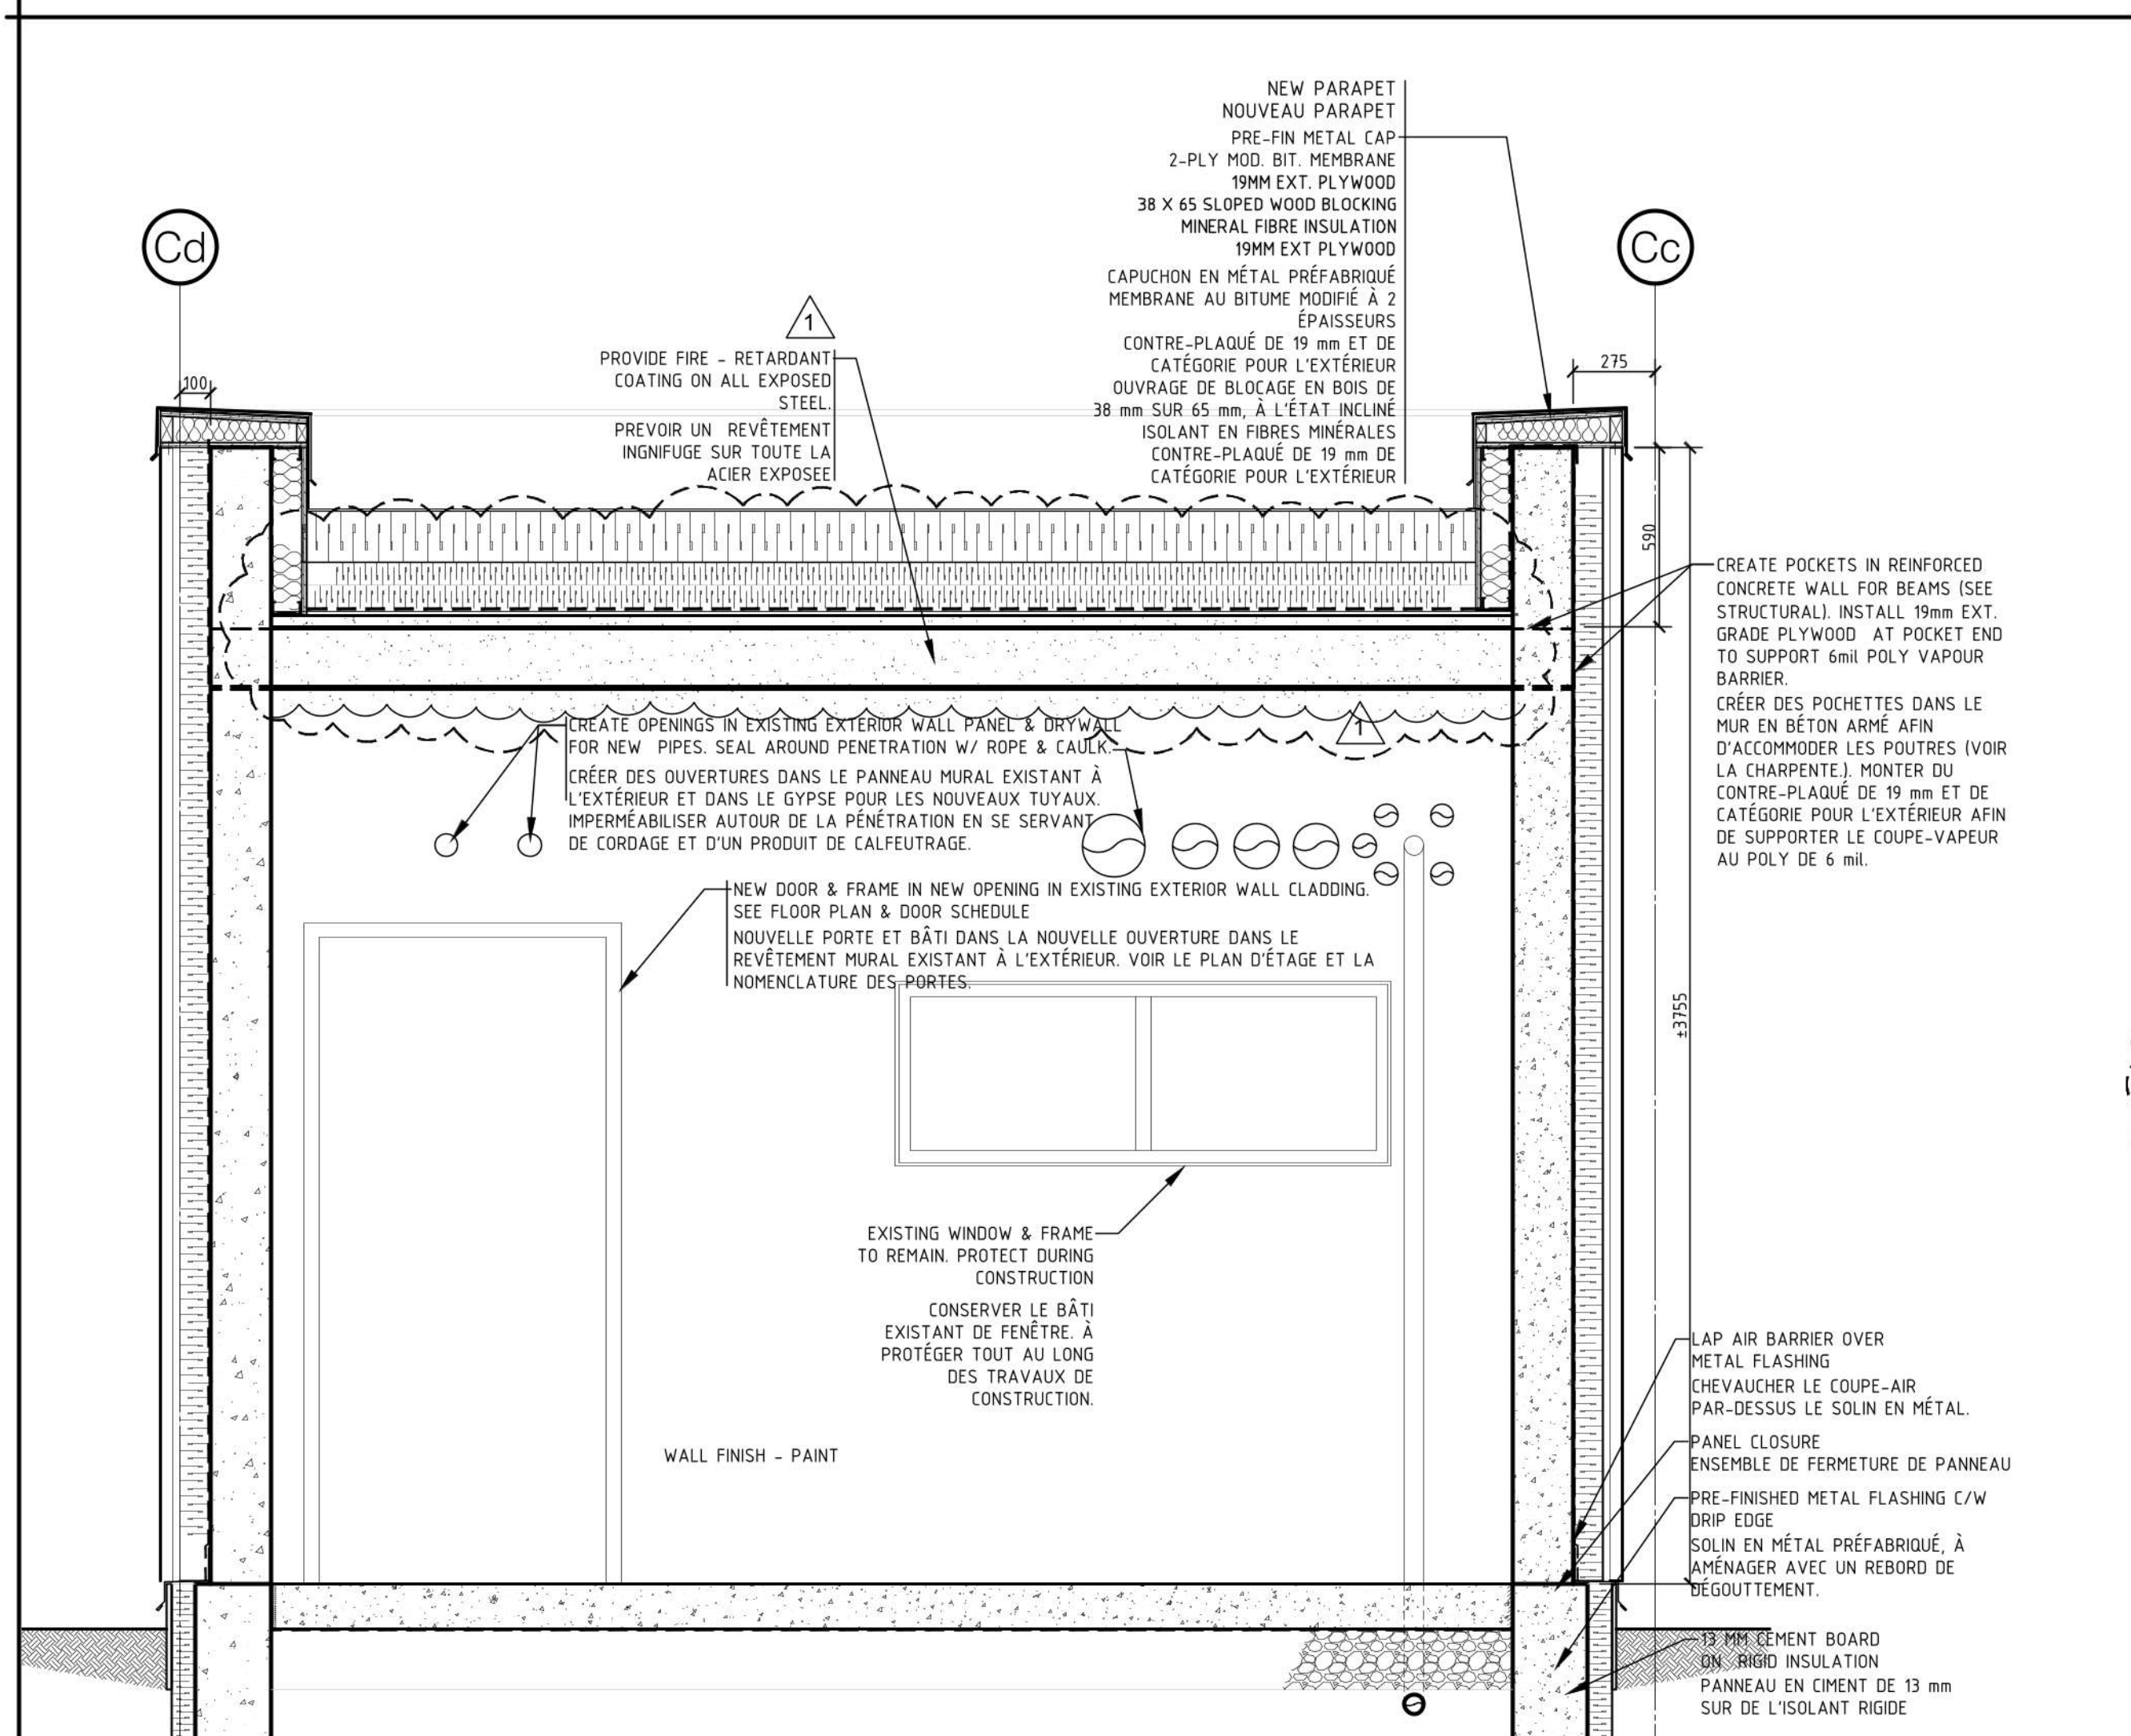 NEW PARAPET
NOUVEAU PARAPET
PRE-FIN METAL CAP
2-PLY MOD. BIT. MEMBRANE
19MM EXT. PLYWOOD
38 X 65 SLOPED WOOD BLOCKING
MINERAL FIBRE INSULATION
19MM EXT PLYWOOD
CAPUCHON EN MÉTAL PRÉFABRIQUÉ
MEMBRANE AU BITUME MODIFIÉ À 2
ÉPAISSEURS
CONTRE-PLAQUÉ DE 19 mm ET DE
CATÉGORIE POUR L'EXTÉRIEUR
OUVRAGE DE BLOCAGE EN BOIS DE
38 mm SUR 65 mm, À L'ÉTAT INCLINÉ
ISOLANT EN FIBRES MINÉRALES
CONTRE-PLAQUÉ DE 19 mm DE
CATÉGORIE POUR L'EXTÉRIEUR
Cd
Cc
1
PROVIDE FIRE - RETARDANT
COATING ON ALL EXPOSED
STEEL.
PREVOIR UN REVÊTEMENT
INGNIFUGE SUR TOUTE LA
ACIER EXPOSEE
100
275
590
±3755
CREATE POCKETS IN REINFORCED
CONCRETE WALL FOR BEAMS (SEE
STRUCTURAL). INSTALL 19mm EXT.
GRADE PLYWOOD AT POCKET END
TO SUPPORT 6mil POLY VAPOUR
BARRIER.
CRÉER DES POCHETTES DANS LE
MUR EN BÉTON ARMÉ AFIN
D'ACCOMMODER LES POUTRES (VOIR
LA CHARPENTE.). MONTER DU
CONTRE-PLAQUÉ DE 19 mm ET DE
CATÉGORIE POUR L'EXTÉRIEUR AFIN
DE SUPPORTER LE COUPE-VAPEUR
AU POLY DE 6 mil.
1
CREATE OPENINGS IN EXISTING EXTERIOR WALL PANEL & DRYWALL
FOR NEW PIPES. SEAL AROUND PENETRATION W/ ROPE & CAULK.
CRÉER DES OUVERTURES DANS LE PANNEAU MURAL EXISTANT À
L'EXTÉRIEUR ET DANS LE GYPSE POUR LES NOUVEAUX TUYAUX.
IMPERMÉABILISER AUTOUR DE LA PÉNÉTRATION EN SE SERVANT
DE CORDAGE ET D'UN PRODUIT DE CALFEUTRAGE.
NEW DOOR & FRAME IN NEW OPENING IN EXISTING EXTERIOR WALL CLADDING.
SEE FLOOR PLAN & DOOR SCHEDULE
NOUVELLE PORTE ET BÂTI DANS LA NOUVELLE OUVERTURE DANS LE
REVÊTEMENT MURAL EXISTANT À L'EXTÉRIEUR. VOIR LE PLAN D'ÉTAGE ET LA
NOMENCLATURE DES PORTES.
EXISTING WINDOW & FRAME
TO REMAIN. PROTECT DURING
CONSTRUCTION
CONSERVER LE BÂTI
EXISTANT DE FENÊTRE. À
PROTÉGER TOUT AU LONG
DES TRAVAUX DE
CONSTRUCTION.
WALL FINISH - PAINT
LAP AIR BARRIER OVER
METAL FLASHING
CHEVAUCHER LE COUPE-AIR
PAR-DESSUS LE SOLIN EN MÉTAL.
PANEL CLOSURE
ENSEMBLE DE FERMETURE DE PANNEAU
PRE-FINISHED METAL FLASHING C/W
DRIP EDGE
SOLIN EN MÉTAL PRÉFABRIQUÉ, À
AMÉNAGER AVEC UN REBORD DE
DÉGOUTTEMENT.
13 MM CEMENT BOARD
ON RIGID INSULATION
PANNEAU EN CIMENT DE 13 mm
SUR DE L'ISOLANT RIGIDE